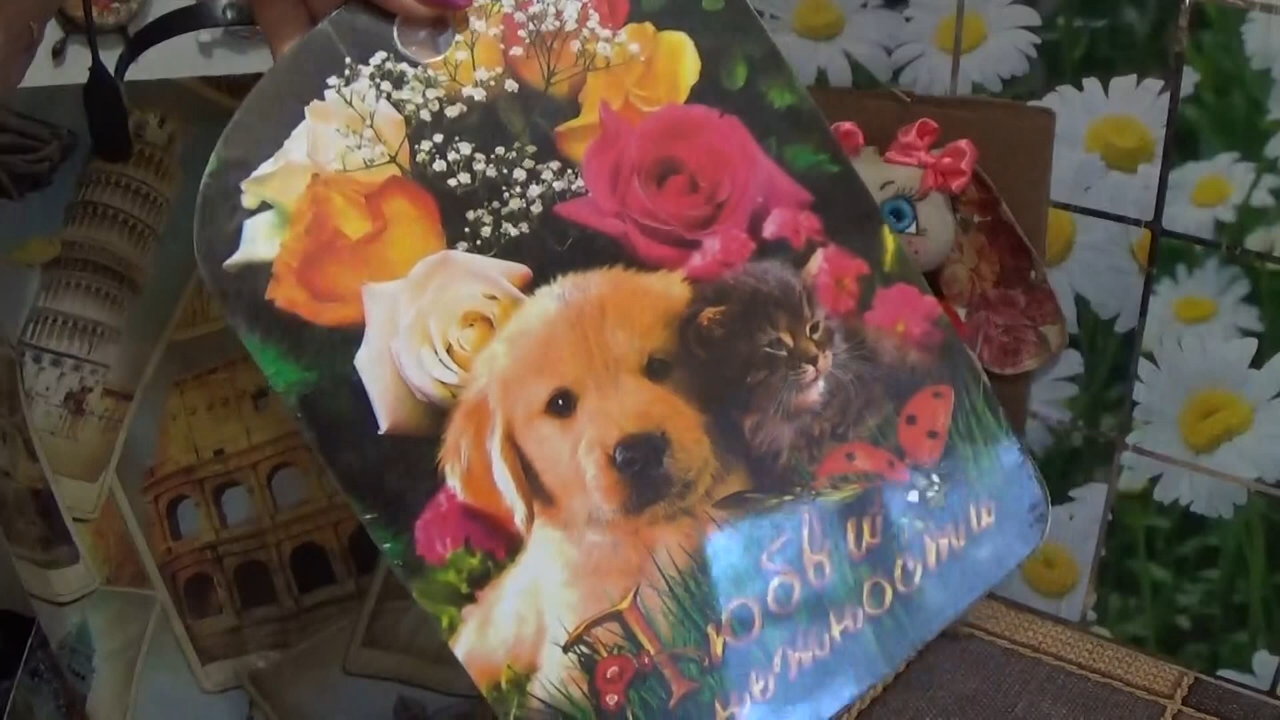 Любви
и нежности